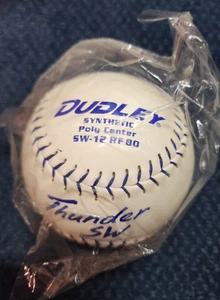 DUDLEY
SYNTHETIC
Poly Center
SW-12 RF80
Thunder
SW